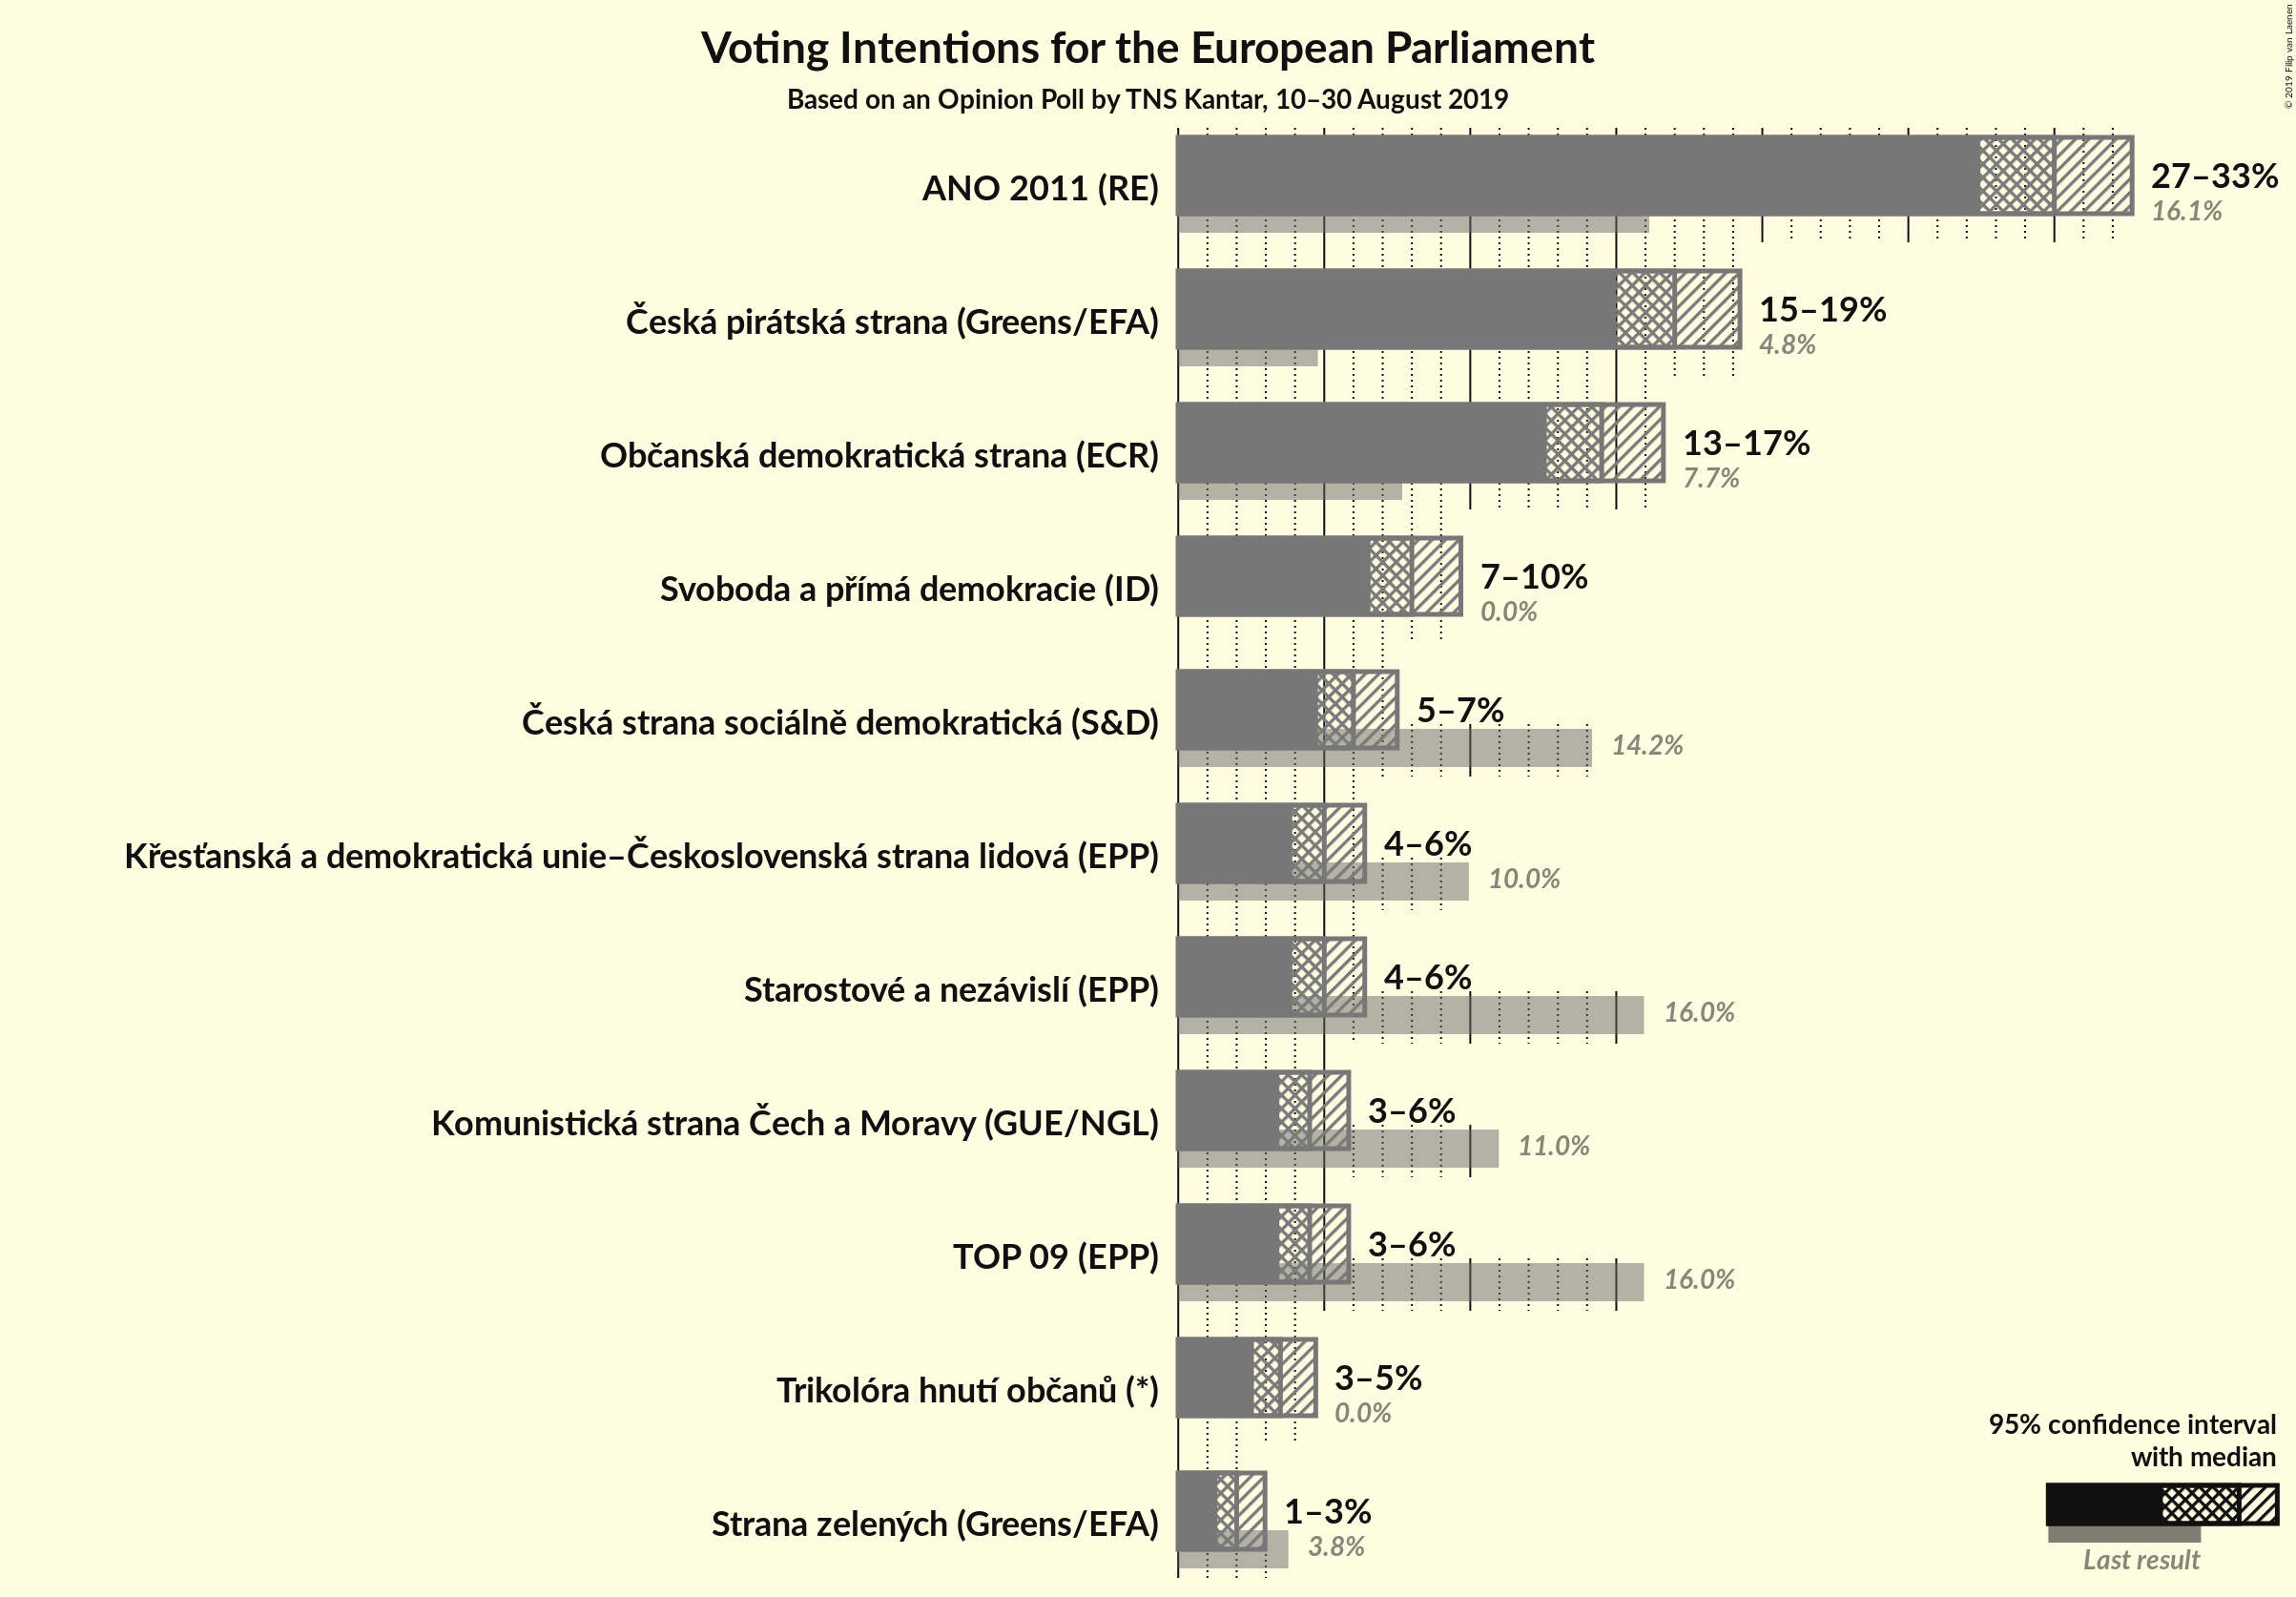 Voting Intentions for the European Parliament
Based on an Opinion Poll by TNS Kantar, 10–30 August 2019
© 2019 Filip van Laenen
ANO 2011 (RE)
27–33%
16.1%
Česká pirátská strana (Greens/EFA)
15–19%
4.8%
Občanská demokratická strana (ECR)
13–17%
7.7%
Svoboda a přímá demokracie (ID)
7–10%
0.0%
Česká strana sociálně demokratická (S&D)
5–7%
14.2%
Křesťanská a demokratická unie–Československá strana lidová (EPP)
4–6%
10.0%
Starostové a nezávislí (EPP)
4–6%
16.0%
Komunistická strana Čech a Moravy (GUE/NGL)
3–6%
11.0%
TOP 09 (EPP)
3–6%
16.0%
Trikolóra hnutí občanů (*)
3–5%
0.0%
Strana zelených (Greens/EFA)
1–3%
3.8%
95% confidence interval
with median
Last result